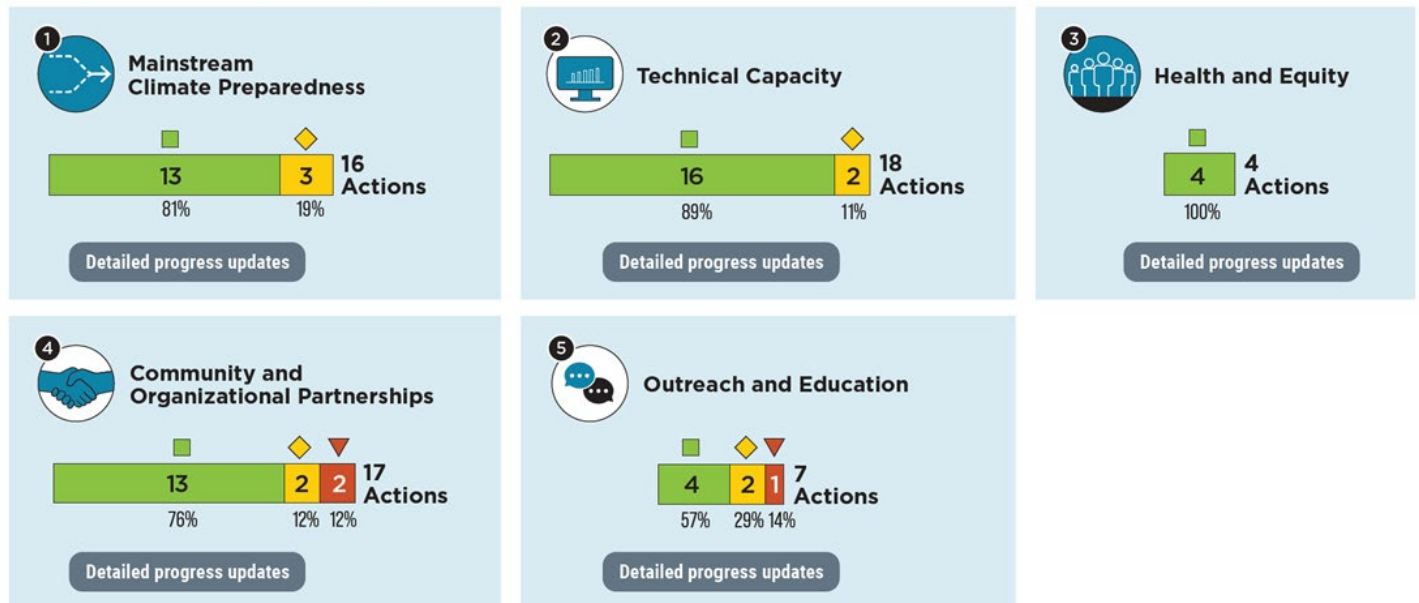 1
Mainstream
Climate Preparedness
13
3
16
Actions
81%
19%
Detailed progress updates
2
Technical Capacity
16
2
18
Actions
89%
11%
Detailed progress updates
3
Health and Equity
4
4
Actions
100%
Detailed progress updates
4
Community and
Organizational Partnerships
13
2
2
17
Actions
76%
12%
12%
Detailed progress updates
5
Outreach and Education
4
2
1
7
Actions
57%
29%
14%
Detailed progress updates